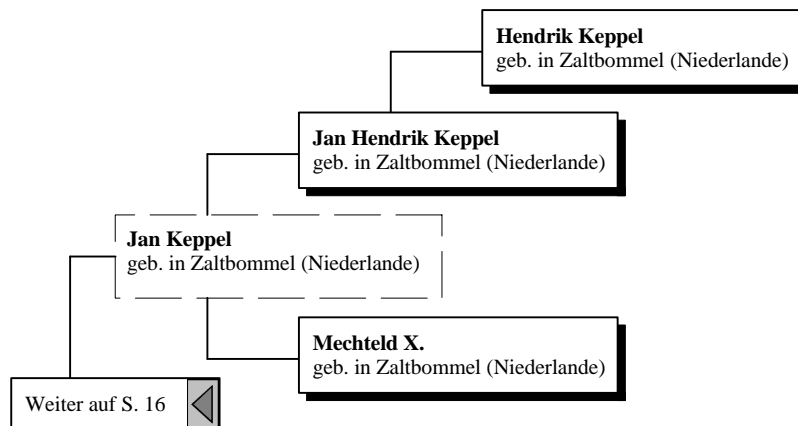 Hendrik Keppel
geb. in Zaltbommel (Niederlande)
Jan Hendrik Keppel
geb. in Zaltbommel (Niederlande)
Jan Keppel
geb. in Zaltbommel (Niederlande)
Mechteld X.
geb. in Zaltbommel (Niederlande)
Weiter auf S. 16